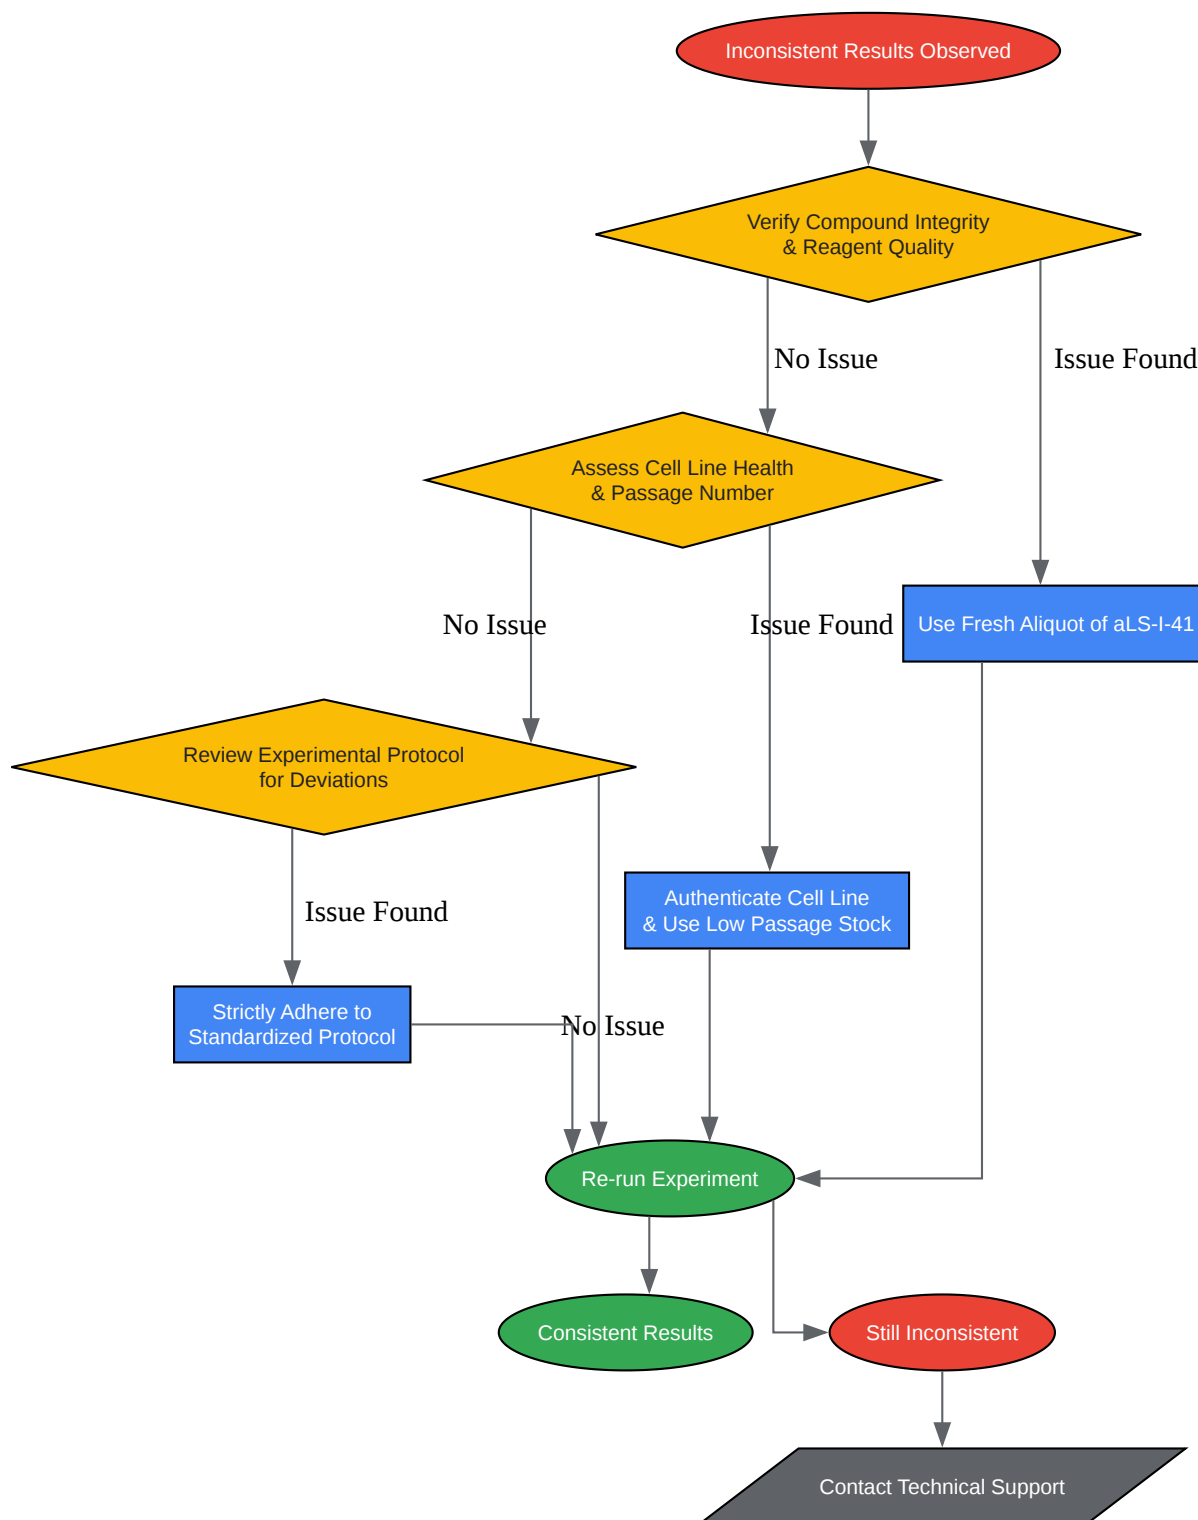 Inconsistent Results Observed
Verify Compound Integrity
& Reagent Quality
No Issue
Issue Found
Assess Cell Line Health
& Passage Number
No Issue
Issue Found
Use Fresh Aliquot of aLS-I-41
Review Experimental Protocol
for Deviations
Issue Found
Authenticate Cell Line
& Use Low Passage Stock
Strictly Adhere to
Standardized Protocol
No Issue
Re-run Experiment
Consistent Results
Still Inconsistent
Contact Technical Support